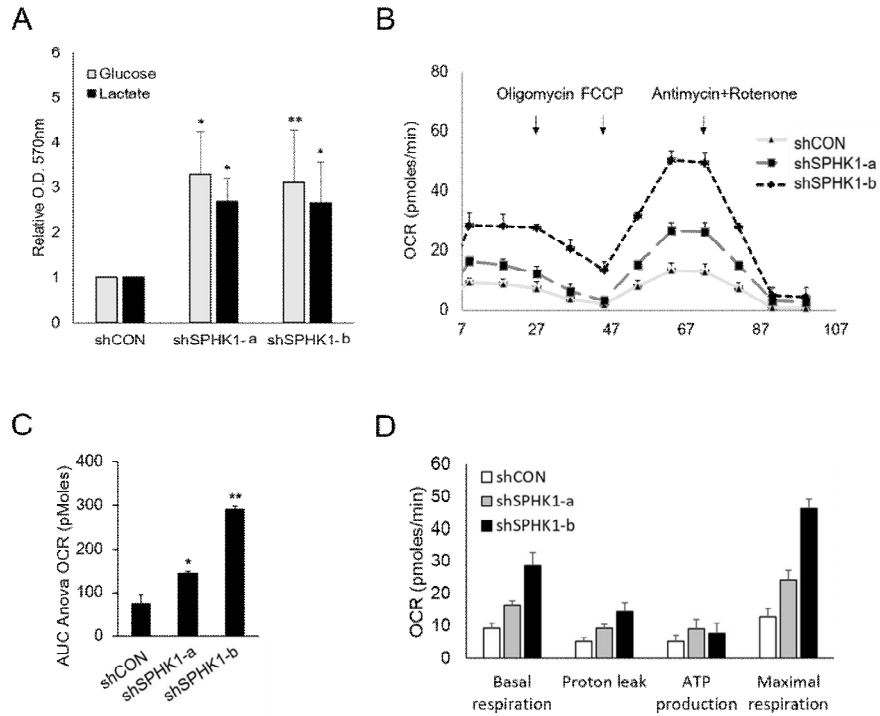 A
Relative O.D. 570nm
6
5
4
3
2
1
0
Glucose
Lactate
*
*
**
*
shCON
shSPHK1-a
shSPHK1-b
B
OCR (pmoles/min)
80
60
40
20
0
Oligomycin FCCP
Antimycin+Rotenone
shCON
shSPHK1-a
shSPHK1-b
7
27
47
67
87
107
C
AUC Anova OCR (pMoles)
400
300
200
100
0
*
**
shCON
shSPHK1-a
shSPHK1-b
D
OCR (pmoles/min)
60
50
40
30
20
10
0
shCON
shSPHK1-a
shSPHK1-b
Basal
respiration
Proton leak
ATP
production
Maximal
respiration